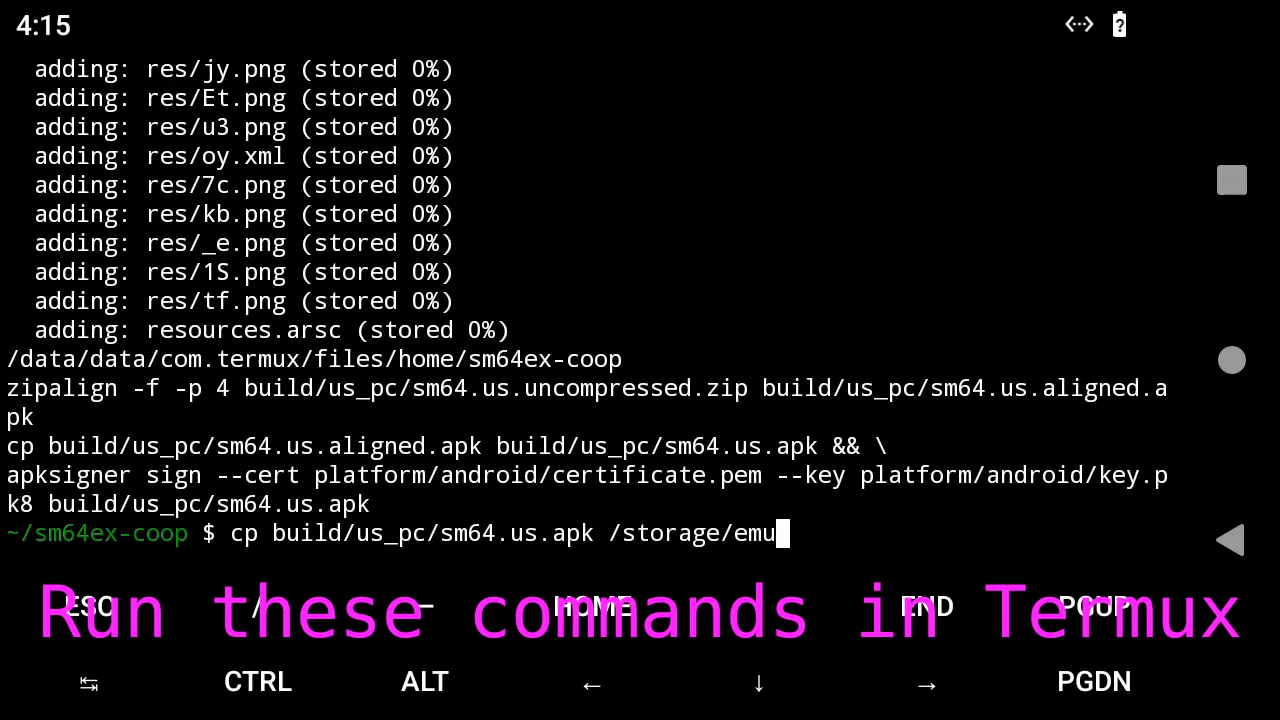 4:15
adding: res/jy.png (stored 0%)
adding: res/Et.png (stored 0%)
adding: res/u3.png (stored 0%)
adding: res/oy.xml (stored 0%)
adding: res/7c.png (stored 0%)
adding: res/kb.png (stored 0%)
adding: res/_e.png (stored 0%)
adding: res/1S.png (stored 0%)
adding: res/tf.png (stored 0%)
adding: resources.arsc (stored 0%)
/data/data/com.termux/files/home/sm64ex-coop
zipalign -f -p 4 build/us_pc/sm64.us.uncompressed.zip build/us_pc/sm64.us.aligned.a
pk
cp build/us_pc/sm64.us.aligned.apk build/us_pc/sm64.us.apk && \
apksigner sign --cert platform/android/certificate.pem --key platform/android/key.p
k8 build/us_pc/sm64.us.apk
~/sm64ex-coop $ cp build/us_pc/sm64.us.apk /storage/emu
ESC / — HOME END PGUP
Run these commands in Termux
↹ CTRL ALT ← ↓ → PGDN